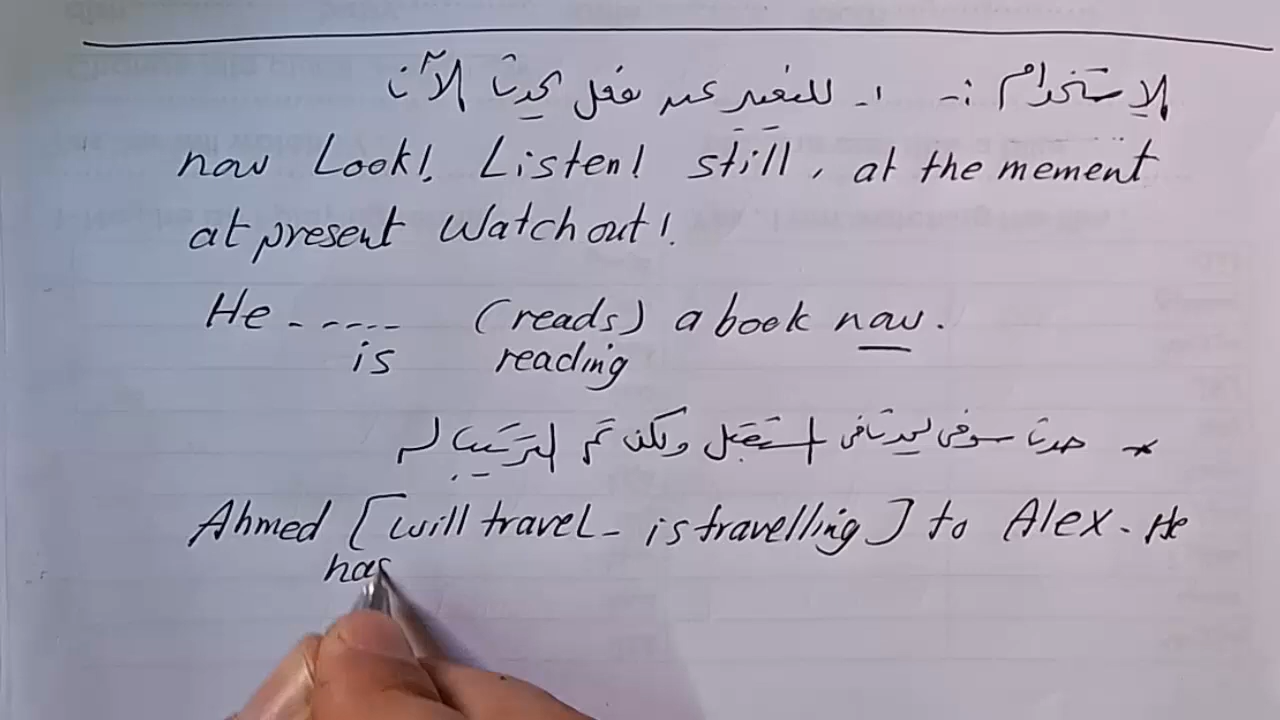 الاستخدام :- ١- للتعبير عن فعل يحدث الآن
now Look! Listen! still, at the mement
at present Watch out!.
He ------ (reads) a book now.
is reading
* حدث سوف يحدث فى المستقبل ولكن تم الترتيب له
Ahmed [will travel - is travelling] to Alex. He
has